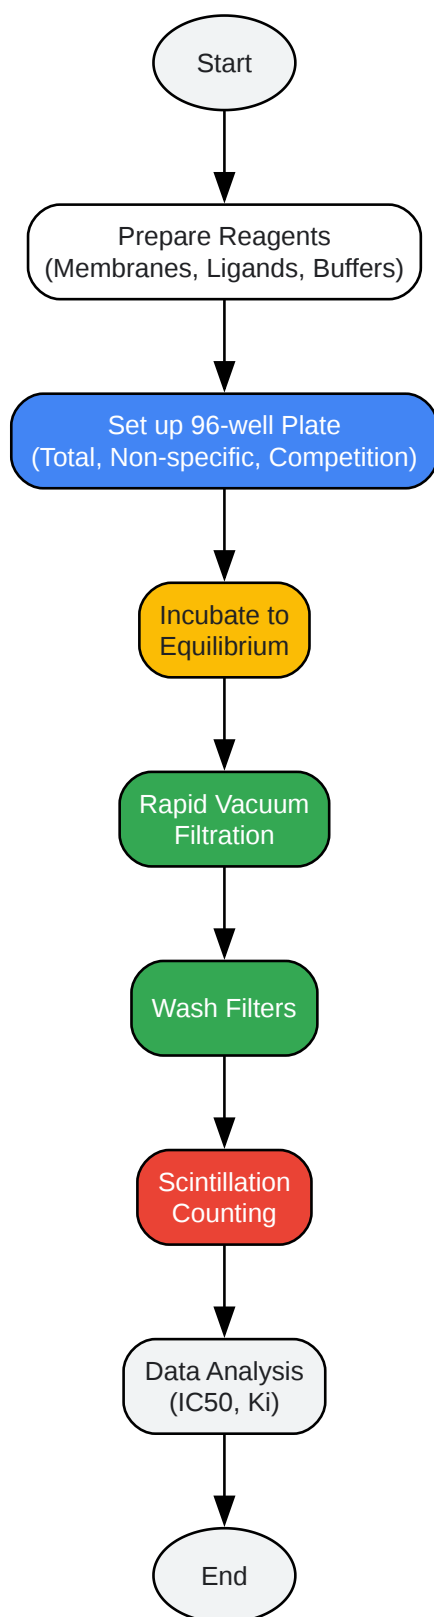 Start
Prepare Reagents
(Membranes, Ligands, Buffers)
Set up 96-well Plate
(Total, Non-specific, Competition)
Incubate to
Equilibrium
Rapid Vacuum
Filtration
Wash Filters
Scintillation
Counting
Data Analysis
(IC50, Ki)
End